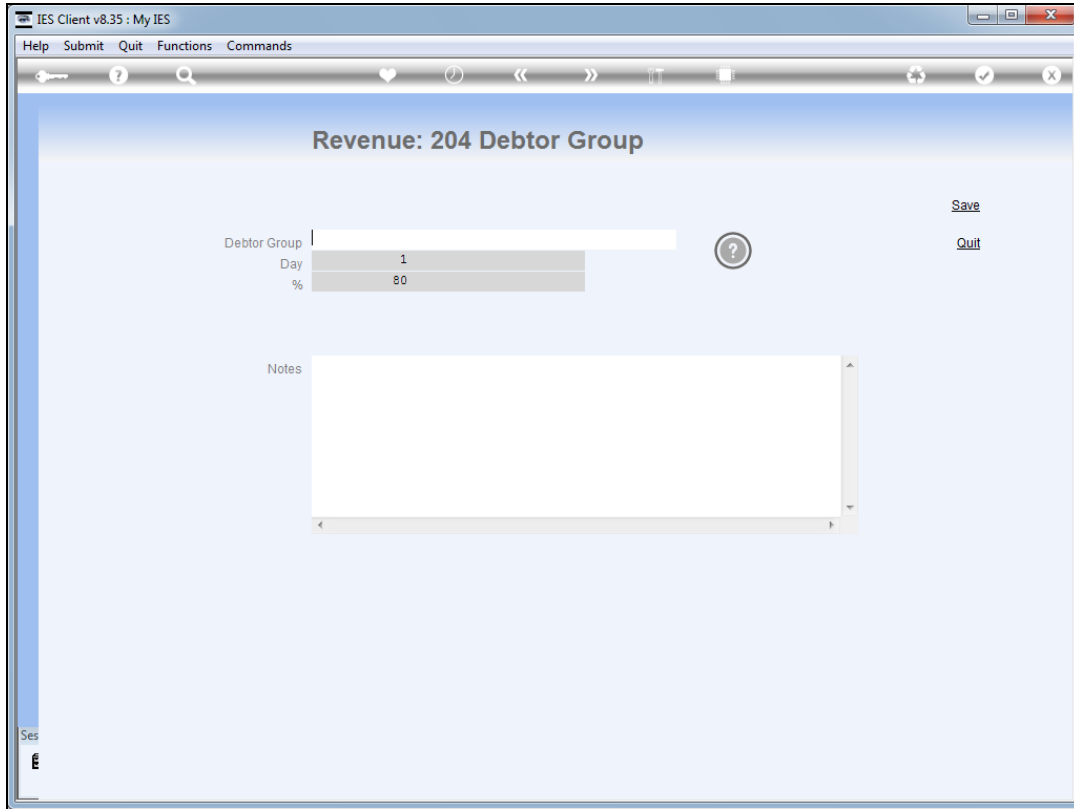 IES Client v8.35 : My IES
Help Submit Quit Functions Commands
Revenue: 204 Debtor Group
Save
Debtor Group
Quit
Day 1
% 80
Notes
Ses